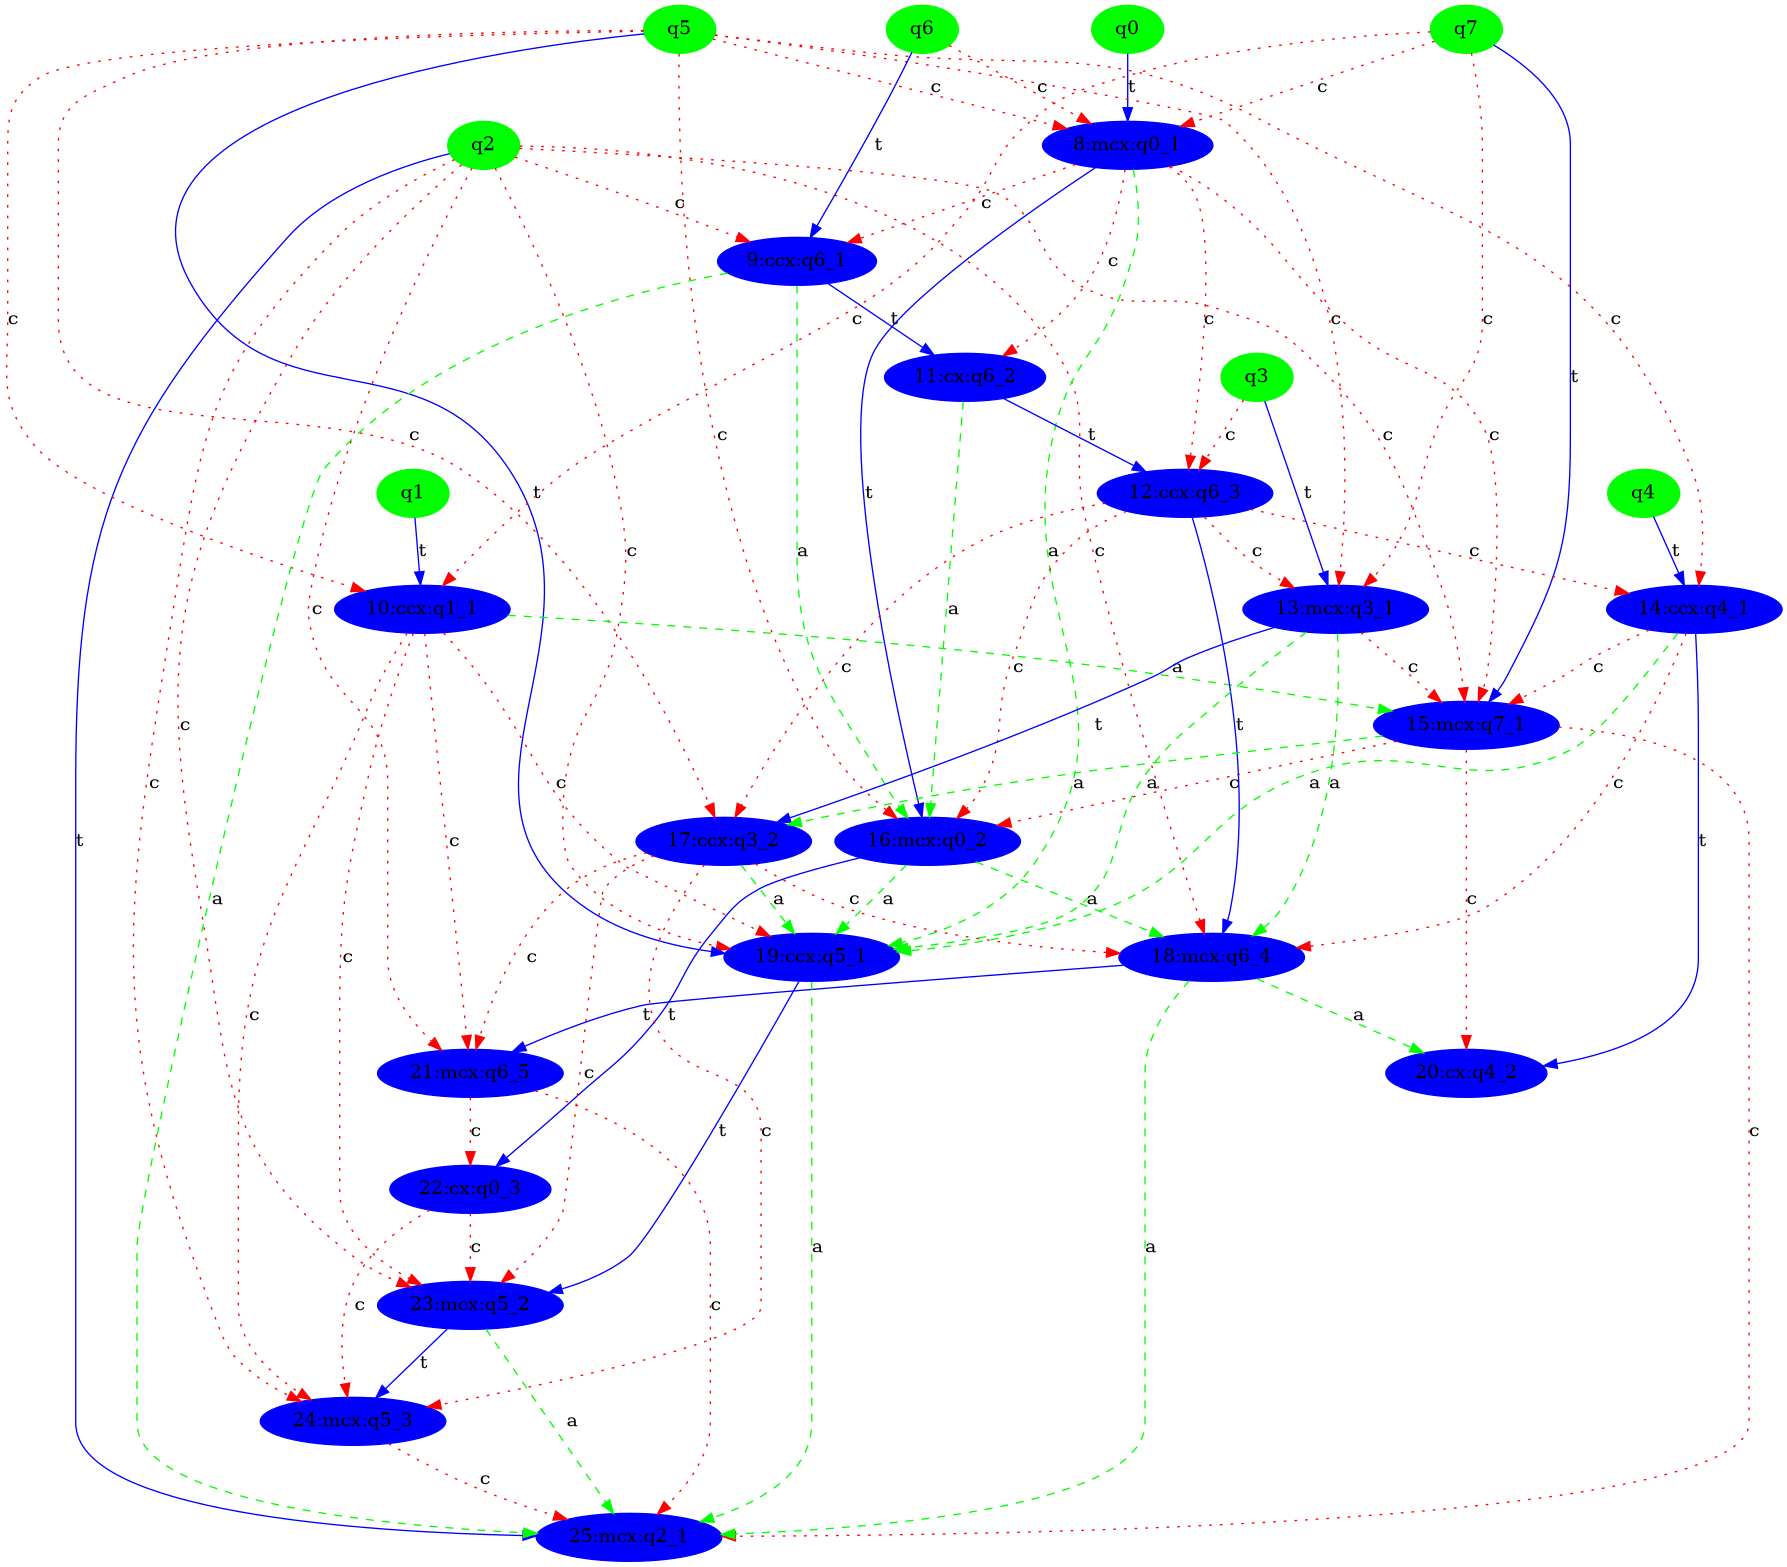 q5 q6 q0 q7
c c t c
q2 8:mcx:q0_1
t c c
9:ccx:q6_1
c c c t c c c c t
11:cx:q6_2 q3
c c t c c c
q1 t 12:ccx:q6_3 q4
c t c a t a c c t
10:ccx:q1_1 13:mcx:q3_1 14:ccx:q4_1
c c a c a c c
15:mcx:q7_1
t c c c t a c a a a t c
17:ccx:q3_2 16:mcx:q0_2
a c a c a c
19:ccx:q5_1 18:mcx:q6_4
c c c t t a
21:mcx:q6_5 20:cx:q4_2
c c t c c
22:cx:q0_3
c c a a
23:mcx:q5_2
c t c
24:mcx:q5_3
c a
25:mcx:q2_1